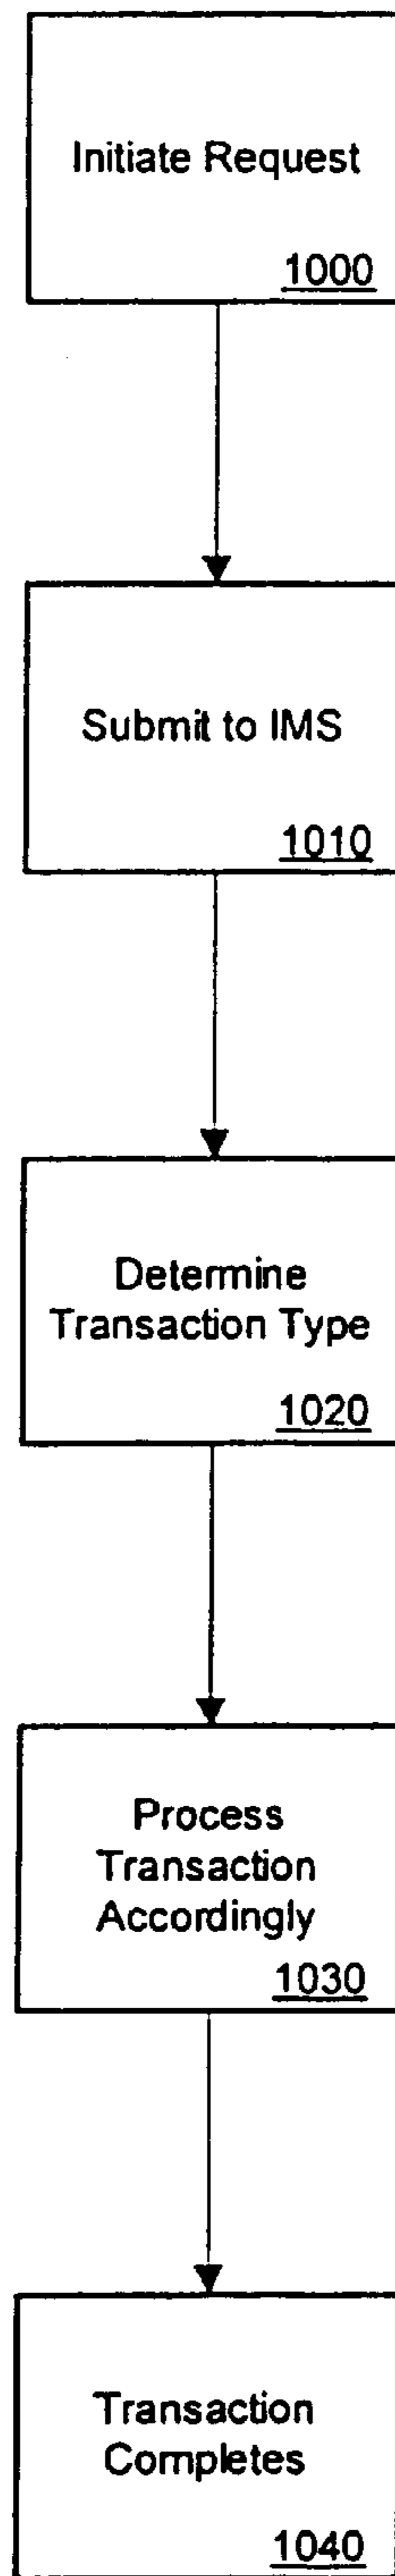 Initiate Request
1000
Submit to IMS
1010
Determine
Transaction Type
1020
Process
Transaction
Accordingly
1030
Transaction
Completes
1040